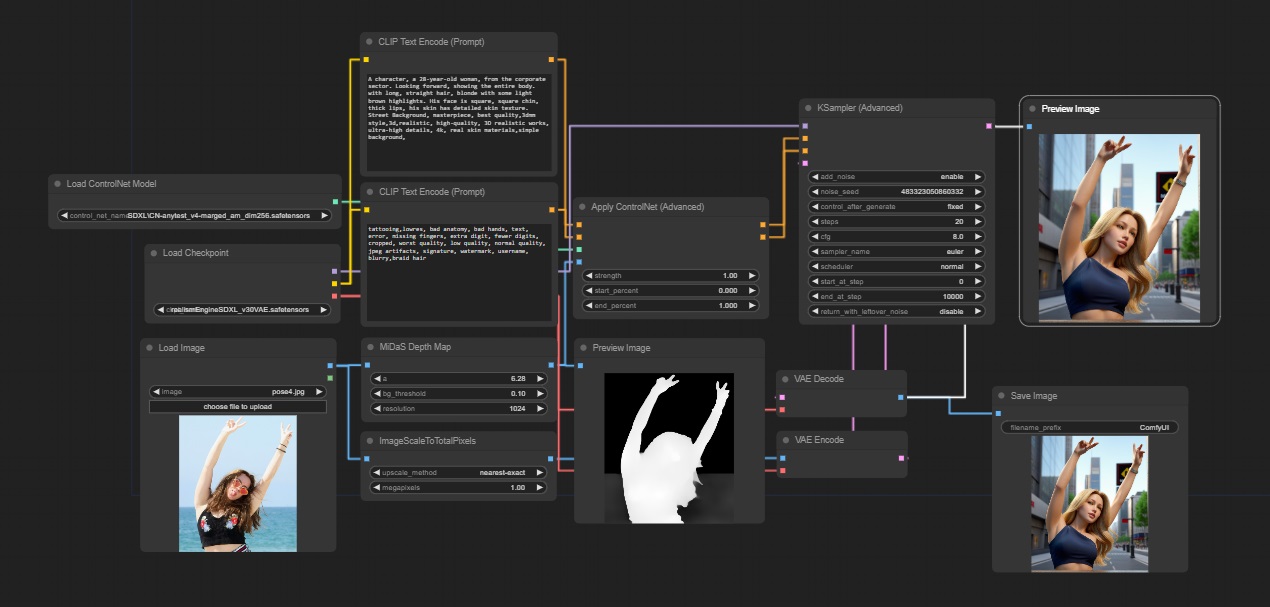 CLIP Text Encode (Prompt)
A character, a 28-year-old woman, from the corporate
sector. Looking forward, showing the entire body.
with long, straight hair, blonde with some light
brown highlights. His face is square, square chin,
thick lips, his skin has detailed skin texture.
Street Background, masterpiece, best quality,3dmm
style,3d,realistic, high-quality, 3D realistic works,
ultra-high details, 4k, real skin materials,simple
background,
Load ControlNet Model
control_net_name SDXL\CN-anytest_v4-marged_am_dim256.safetensors
Load Checkpoint
realismEngineSDXL_v30VAE.safetensors
CLIP Text Encode (Prompt)
tattooing,lowres, bad anatomy, bad hands, text,
error, missing fingers, extra digit, fewer digits,
cropped, worst quality, low quality, normal quality,
jpeg artifacts, signature, watermark, username,
blurry,braid hair
Apply ControlNet (Advanced)
strength 1.00
start_percent 0.000
end_percent 1.000
KSampler (Advanced)
add_noise enable
noise_seed 483323050860332
control_after_generate fixed
steps 20
cfg 8.0
sampler_name euler
scheduler normal
start_at_step 0
end_at_step 10000
return_with_leftover_noise disable
Preview Image
Load Image
image pose4.jpg
choose file to upload
MiDaS Depth Map
a 6.28
bg_threshold 0.10
resolution 1024
ImageScaleToTotalPixels
upscale_method nearest-exact
megapixels 1.00
Preview Image
VAE Decode
VAE Encode
Save Image
filename_prefix ComfyUI